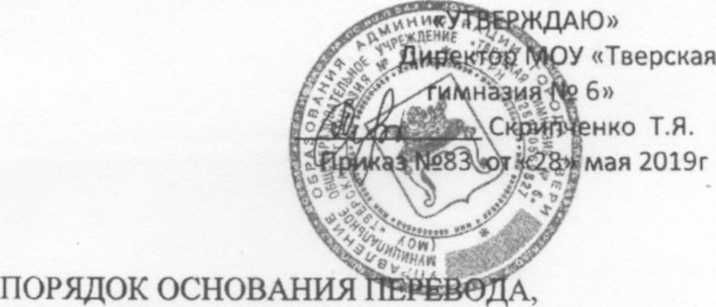 «УТВЕРЖДАЮ»
Директор МОУ «Тверская
гимназия № 6»
Скрипченко Т.Я.
Приказ №83 от «28» мая 2019г
ПОРЯДОК ОСНОВАНИЯ ПЕРЕВОДА,